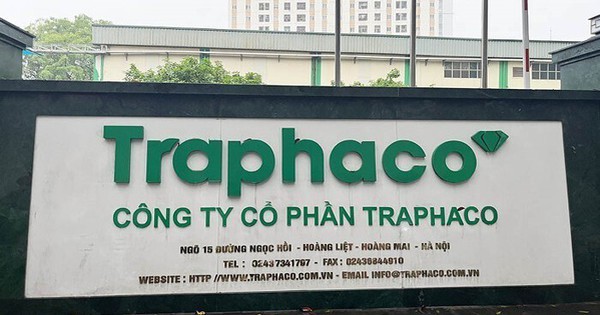 Traphaco
CÔNG TY CỔ PHẦN TRAPHACO
NGÕ 15 ĐƯỜNG NGỌC HỒI - HOÀNG LIỆT - HOÀNG MAI - HÀ NỘI
TEL : 02437341797 - FAX : 02436844910
WEBSITE : HTTP //WWW.TRAPHACO.COM.VN - EMAIL INFO@TRAPHACO.COM.VN